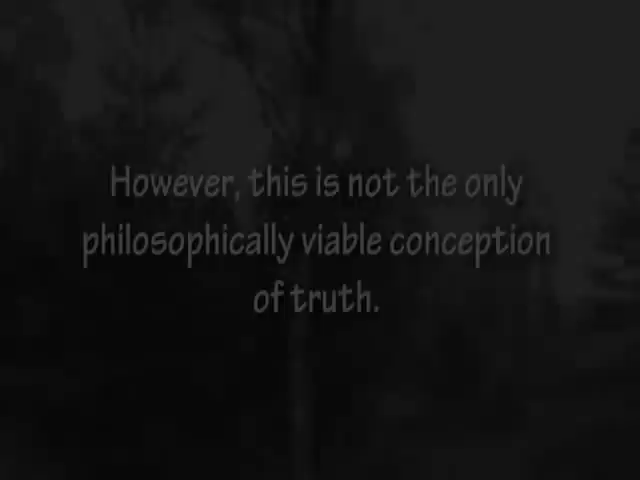 However, this is not the only
philosophically viable conception
of truth.